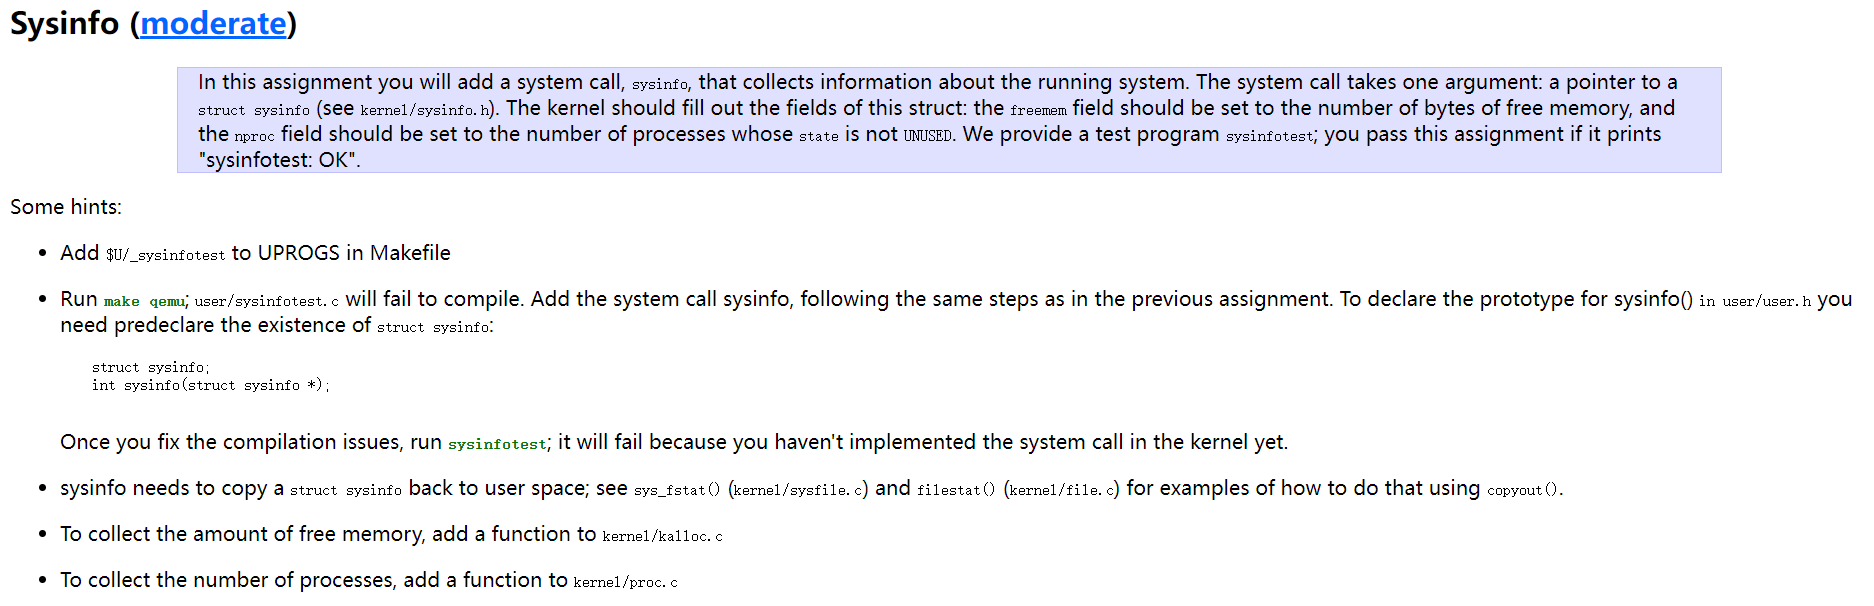 Sysinfo (moderate)
In this assignment you will add a system call, sysinfo, that collects information about the running system. The system call takes one argument: a pointer to a
struct sysinfo (see kernel/sysinfo.h). The kernel should fill out the fields of this struct: the freemem field should be set to the number of bytes of free memory, and
the nproc field should be set to the number of processes whose state is not UNUSED. We provide a test program sysinfotest; you pass this assignment if it prints
"sysinfotest: OK".
Some hints:
• Add $U/_sysinfotest to UPROGS in Makefile
• Run make qemu; user/sysinfotest.c will fail to compile. Add the system call sysinfo, following the same steps as in the previous assignment. To declare the prototype for sysinfo() in user/user.h you
need predeclare the existence of struct sysinfo:
struct sysinfo;
int sysinfo(struct sysinfo *);
Once you fix the compilation issues, run sysinfotest; it will fail because you haven't implemented the system call in the kernel yet.
• sysinfo needs to copy a struct sysinfo back to user space; see sys_fstat() (kernel/sysfile.c) and filestat() (kernel/file.c) for examples of how to do that using copyout().
• To collect the amount of free memory, add a function to kernel/kalloc.c
• To collect the number of processes, add a function to kernel/proc.c